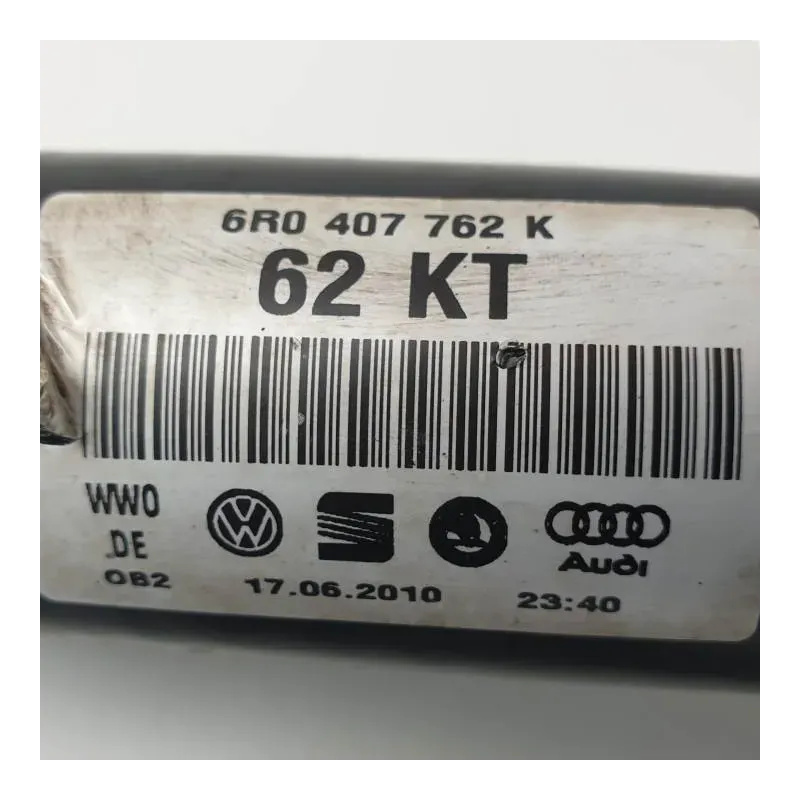 6R0 407 762 K
62 KT
WWO
DE
OB2
17.06.2010
23:40
Audi